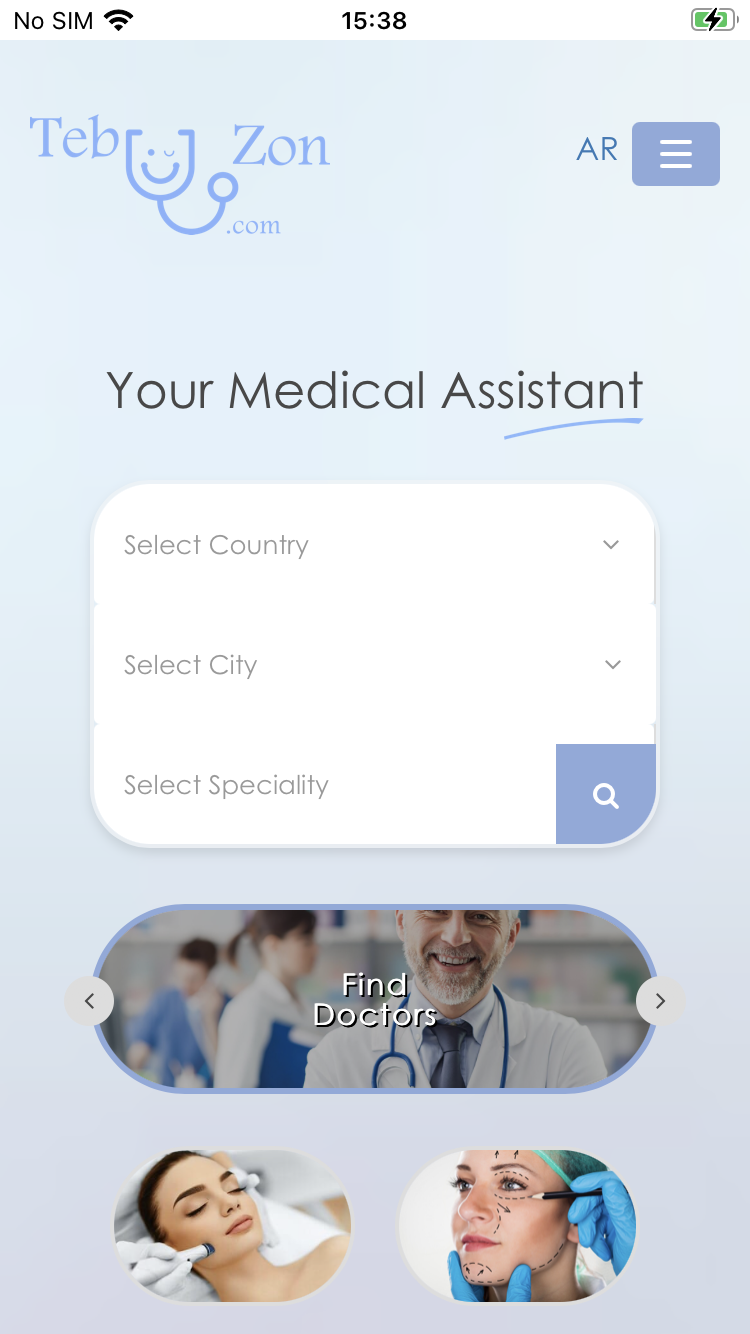 No SIM
15:38
Teb Zon
.com
AR
Your Medical Assistant
Select Country
Select City
Select Speciality
Find
Doctors